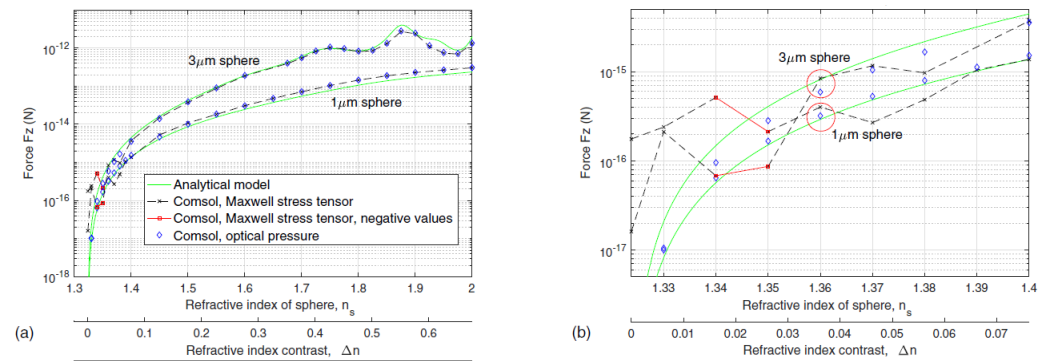 10^-12
10^-14
10^-16
10^-18
Force Fz (N)
3μm sphere
1μm sphere
Analytical model
Comsol, Maxwell stress tensor
Comsol, Maxwell stress tensor, negative values
Comsol, optical pressure
1.3 1.4 1.5 1.6 1.7 1.8 1.9 2
Refractive index of sphere, n_s
(a)
0 0.1 0.2 0.3 0.4 0.5 0.6
Refractive index contrast, Δn
10^-15
10^-16
10^-17
Force Fz (N)
3μm sphere
1μm sphere
1.33 1.34 1.35 1.36 1.37 1.38 1.39 1.4
Refractive index of sphere, n_s
(b)
0 0.01 0.02 0.03 0.04 0.05 0.06 0.07
Refractive index contrast, Δn